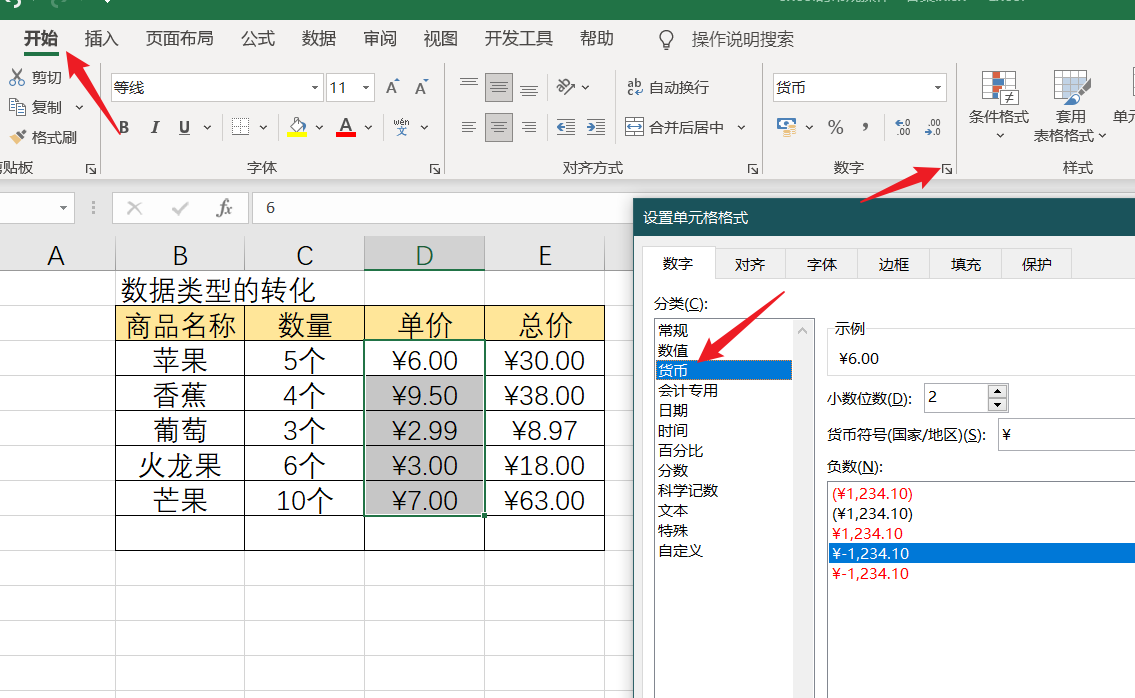 开始 插入 页面布局 公式 数据 审阅 视图 开发工具 帮助 操作说明搜索
剪切 等线 11 A A ab 自动换行 货币
复制 条件格式 套用 单元
格式刷 B I U A wén 文 合并后居中 % , .00 .00 表格格式
剪贴板 字体 对齐方式 数字 样式
fx 6
设置单元格格式
A B C D E
数字 对齐 字体 边框 填充 保护
数据类型的转化
商品名称 数量 单价 总价
苹果 5个 ¥6.00 ¥30.00
香蕉 4个 ¥9.50 ¥38.00
葡萄 3个 ¥2.99 ¥8.97
火龙果 6个 ¥3.00 ¥18.00
芒果 10个 ¥7.00 ¥63.00
分类(C):
常规
数值
货币
会计专用
日期
时间
百分比
分数
科学记数
文本
特殊
自定义
示例
¥6.00
小数位数(D): 2
货币符号(国家/地区)(S): ¥
负数(N):
(¥1,234.10)
(¥1,234.10)
¥1,234.10
¥-1,234.10
¥-1,234.10